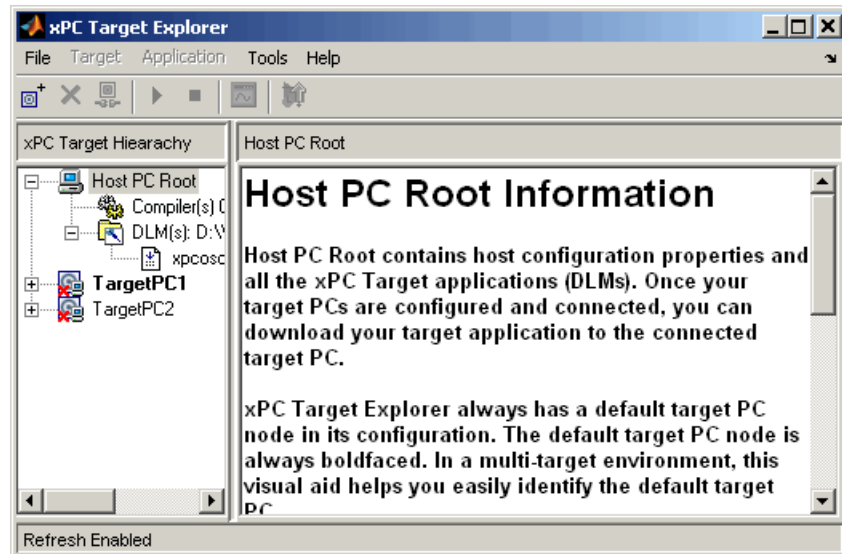 xPC Target Explorer
File Target Application Tools Help
xPC Target Hiearachy
Host PC Root
Host PC Root
Compiler(s)
DLM(s): D:\
xpcosc
TargetPC1
TargetPC2
Host PC Root Information
Host PC Root contains host configuration properties and
all the xPC Target applications (DLMs). Once your
target PCs are configured and connected, you can
download your target application to the connected
target PC.
xPC Target Explorer always has a default target PC
node in its configuration. The default target PC node is
always boldfaced. In a multi-target environment, this
visual aid helps you easily identify the default target
PC
Refresh Enabled